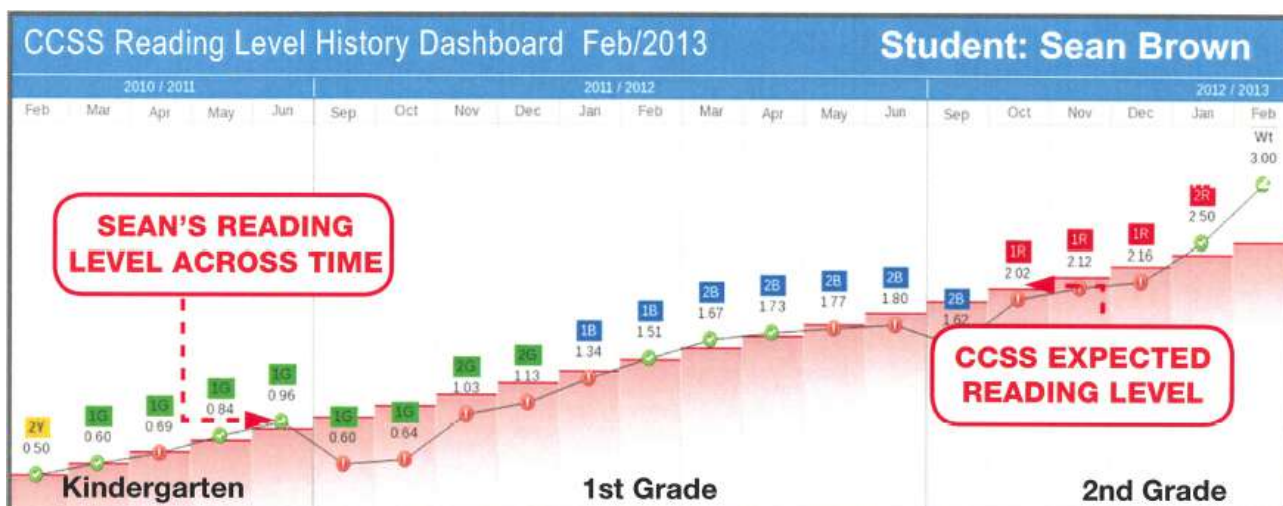 CCSS Reading Level History Dashboard Feb/2013
Student: Sean Brown
2010 / 2011
2011 / 2012
2012 / 2013
Feb Mar Apr May Jun Sep Oct Nov Dec Jan Feb Mar Apr May Jun Sep Oct Nov Dec Jan Feb
Wt
3.00
2R
2.50
SEAN'S READING
LEVEL ACROSS TIME
1R 1R 1R
2.02 2.12 2.16
1B 2B 2B 2B 2B 2B
1.51 1.67 1.73 1.77 1.80 1.62
1B
1.34
2G 2G
1.03 1.13
CCSS EXPECTED
READING LEVEL
2Y 1G 1G 1G 1G 1G 1G
0.50 0.60 0.69 0.84 0.96 0.60 0.64
Kindergarten
1st Grade
2nd Grade